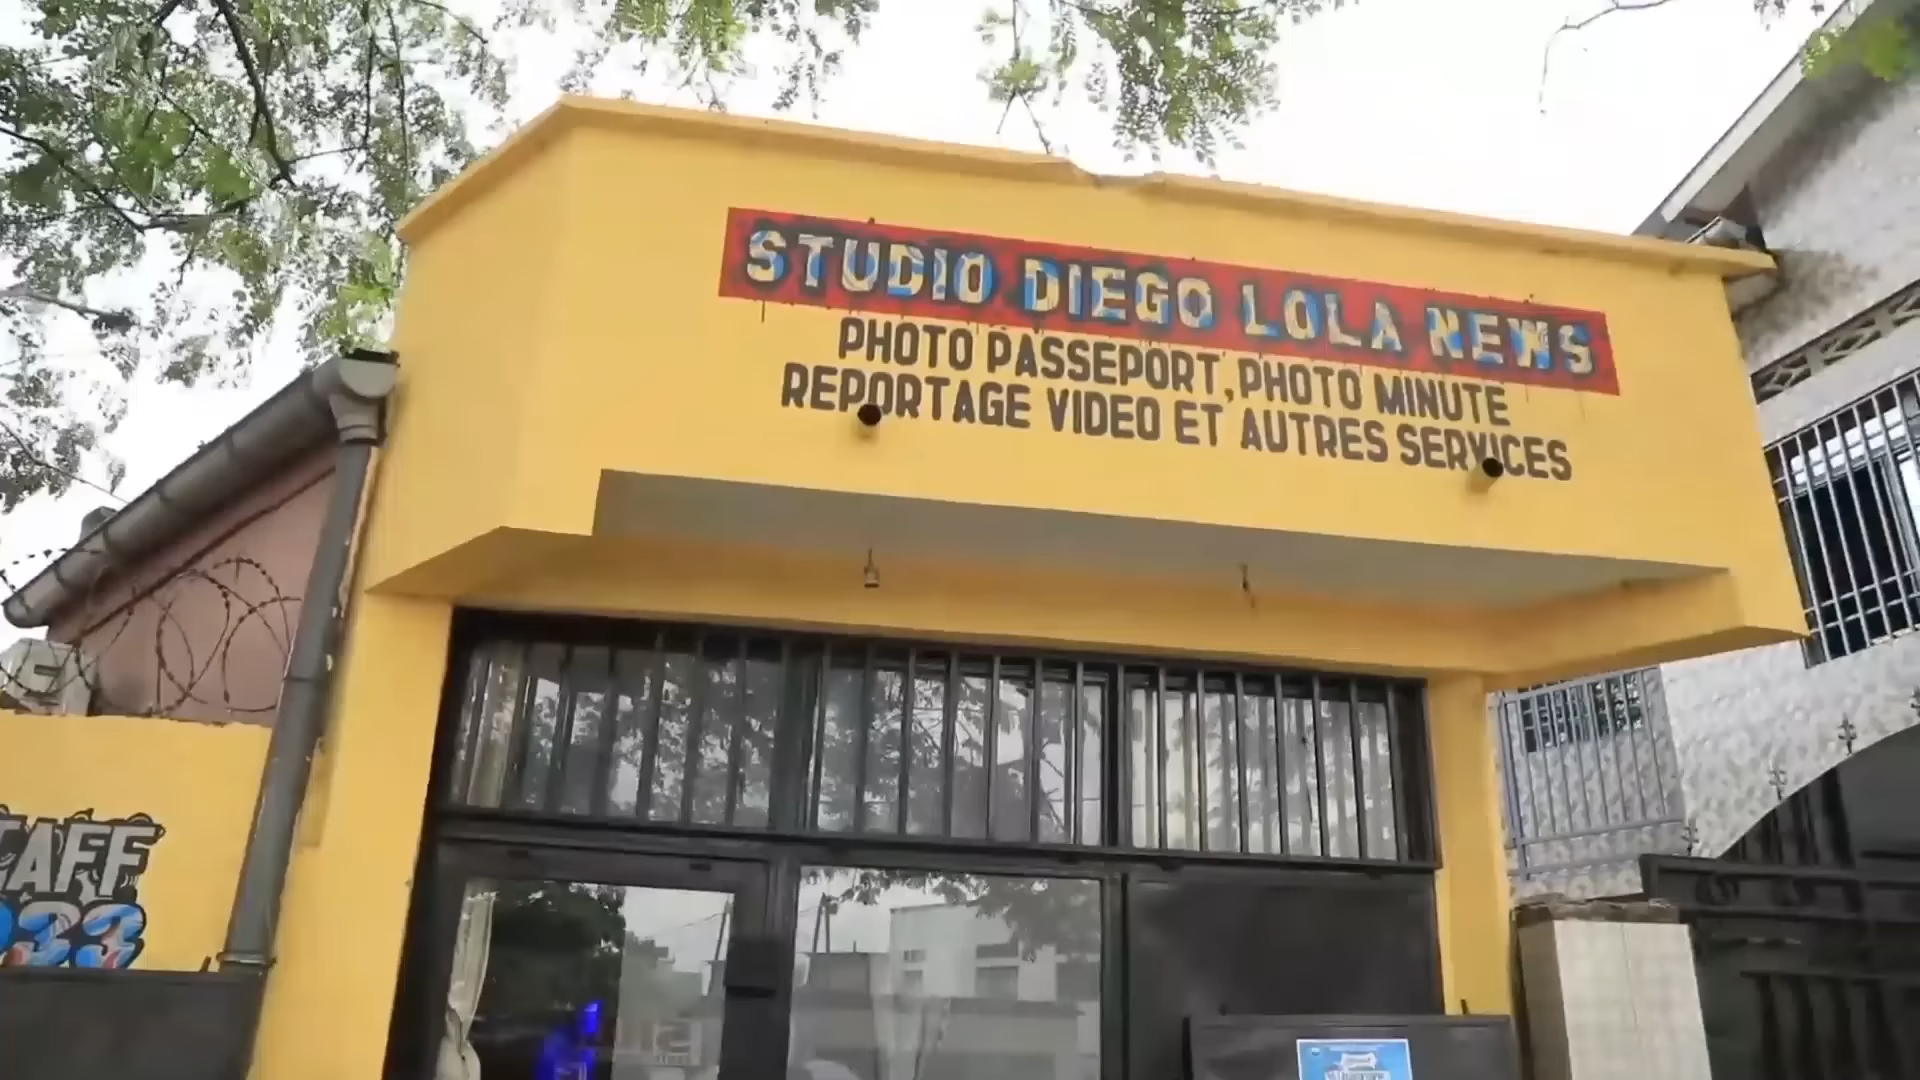 STUDIO DIEGO LOLA NEWS
PHOTO PASSEPORT, PHOTO MINUTE
REPORTAGE VIDEO ET AUTRES SERVICES